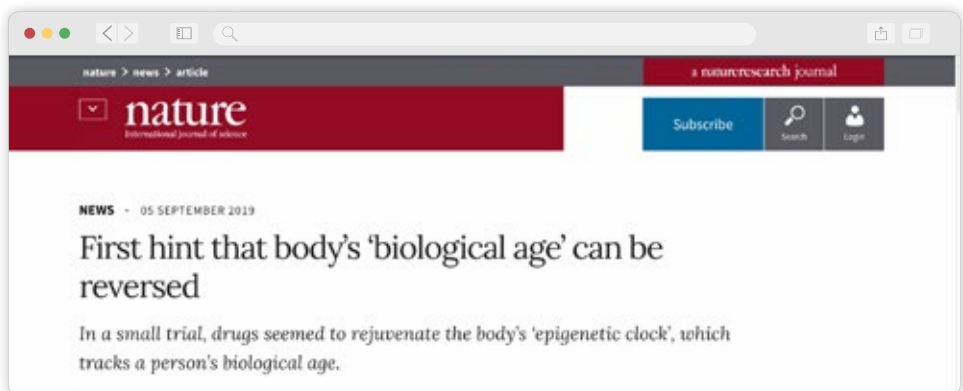 nature > news > article
a natureresearch journal
nature
International journal of science
Subscribe
Search
Login
NEWS - 05 SEPTEMBER 2019
First hint that body's ‘biological age’ can be
reversed
In a small trial, drugs seemed to rejuvenate the body's ‘epigenetic clock’, which
tracks a person's biological age.